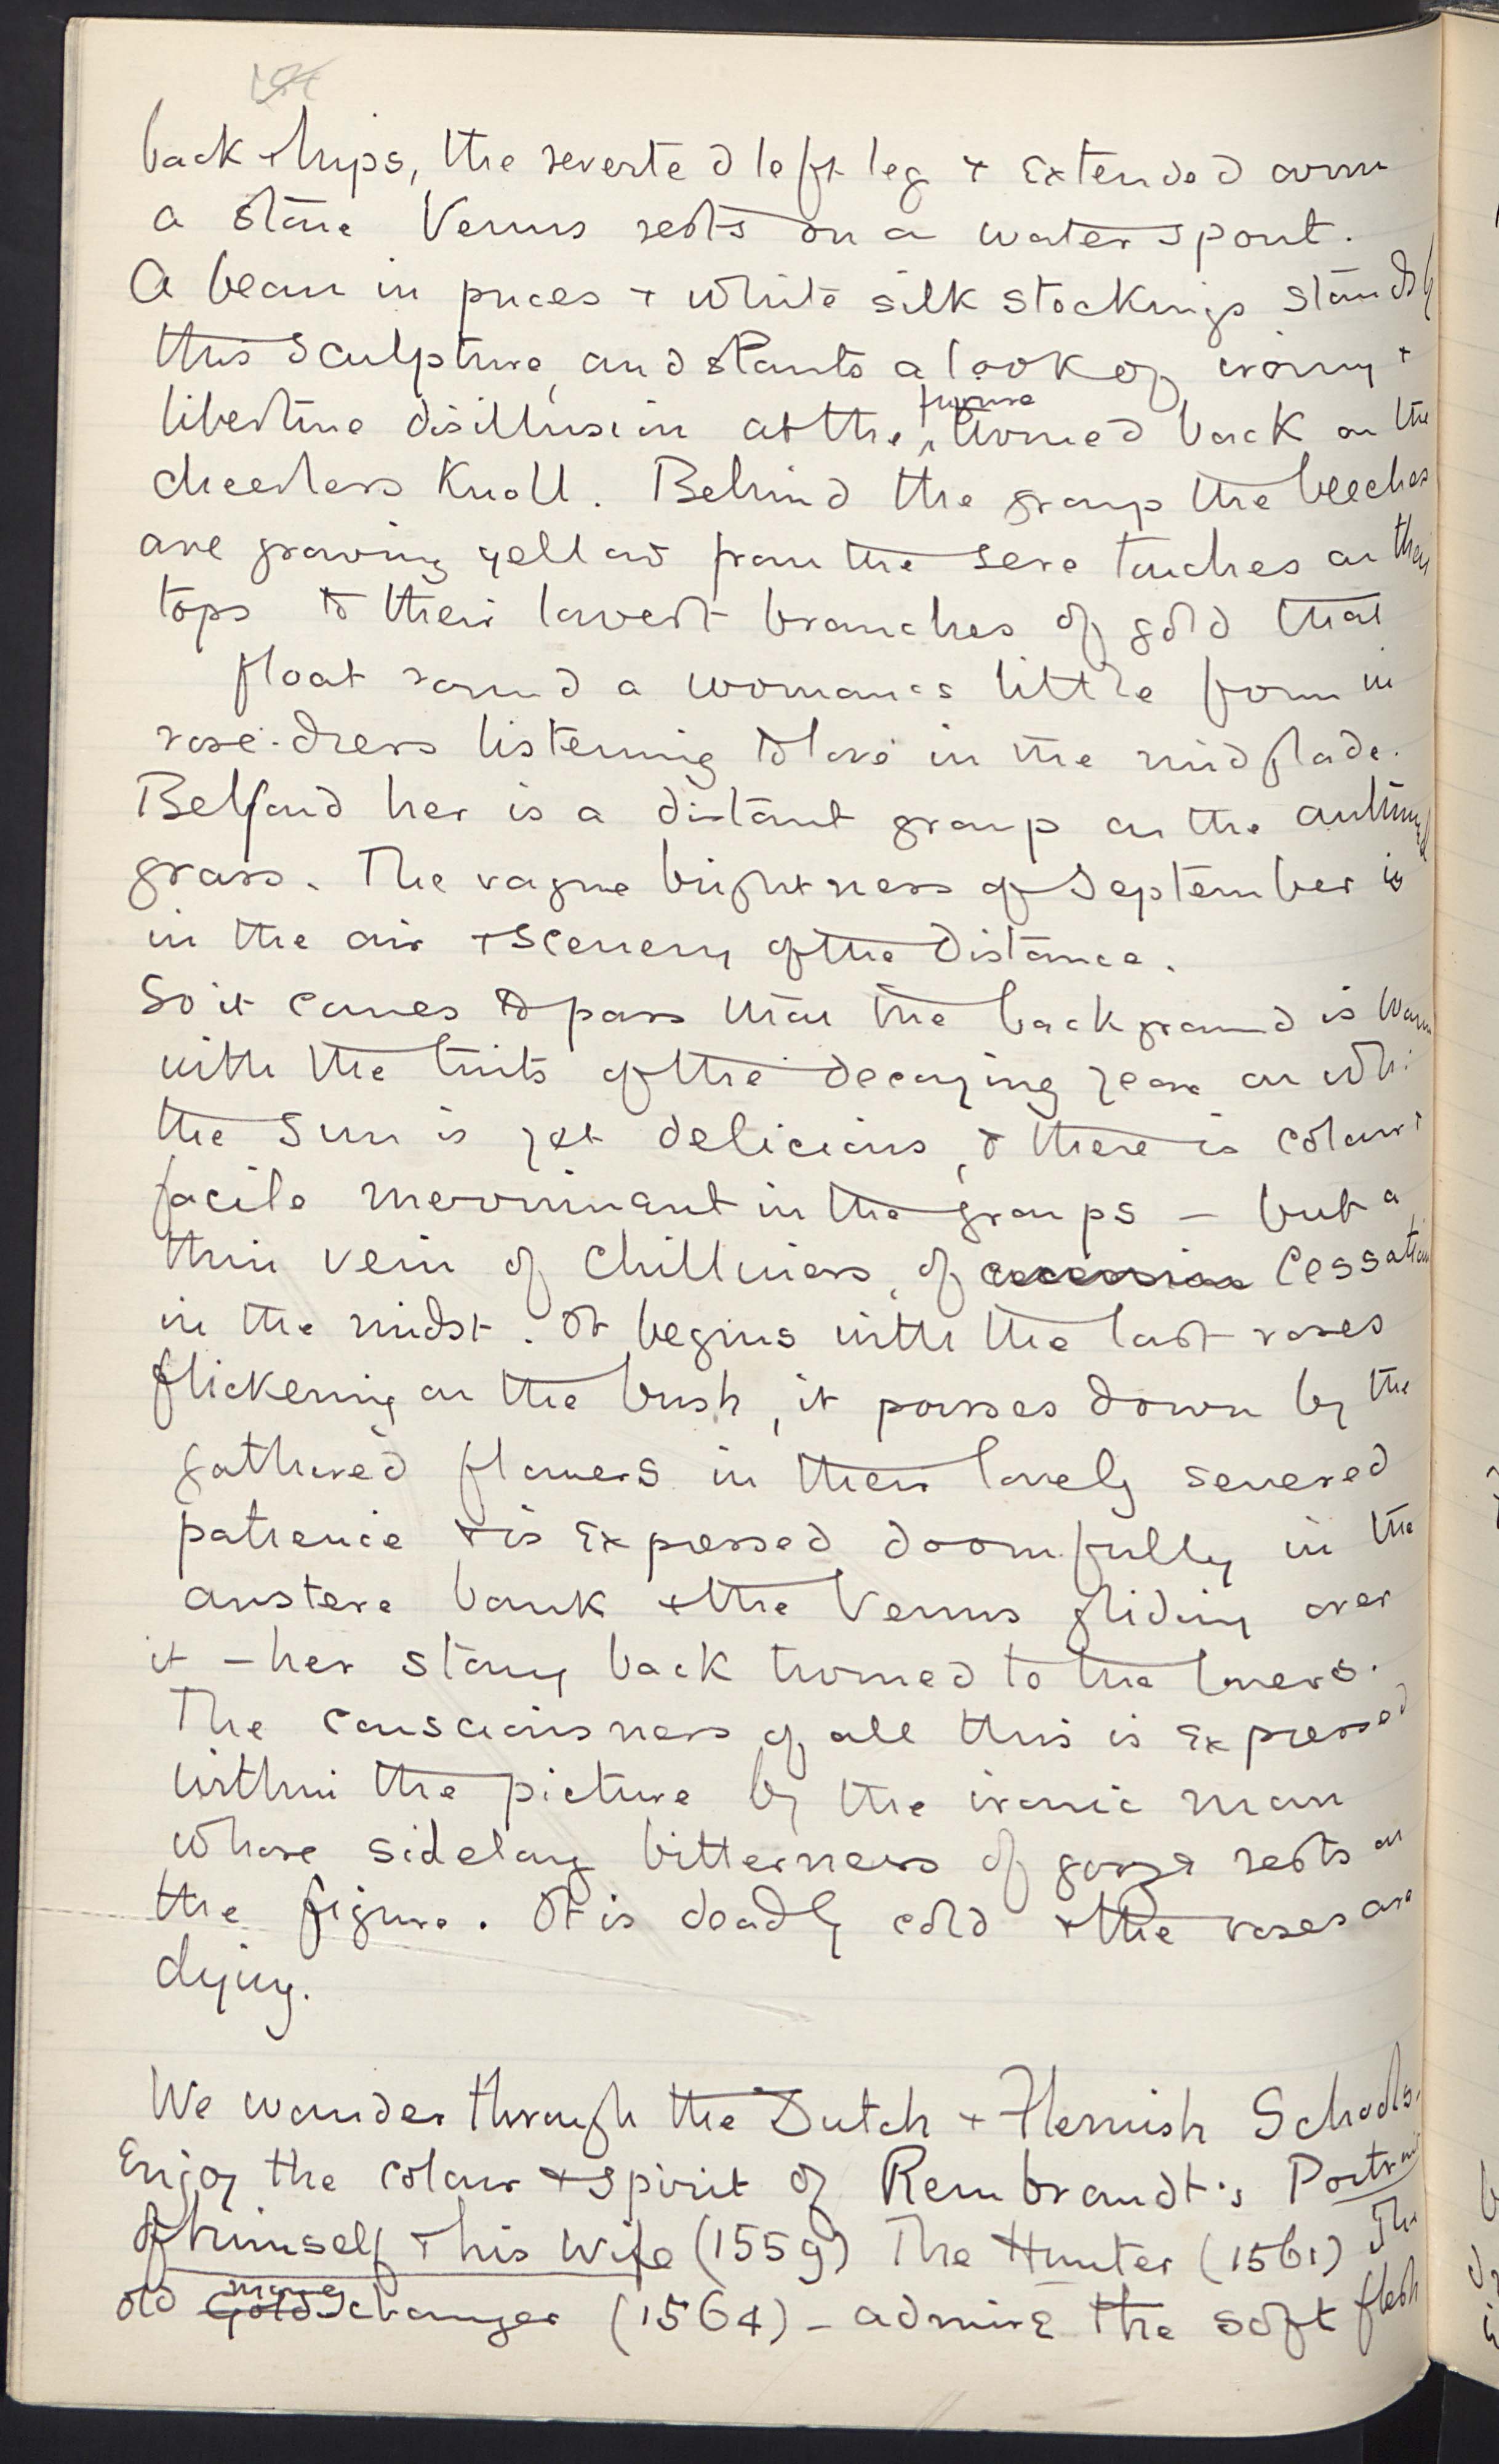 back & hips, the reverted left leg & extended arm
a stone Venus rests on a water spout.
A beau in puces & white silk stockings stands by
this sculpture, and slants a look of irony &
libertine disillusion at the figure turned back on the
cheerless knoll. Behind the group the beeches
are growing yellow from the sere touches on their
tops to their lowest branches of gold that
float round a woman's little form in
rose-dress listening to love in the mid glade.
Beyond her is a distant group on the autumn
grass. The vague brightness of September is
in the air & scenery of the distance.
So it comes to pass that the background is warm
with the tints of the decaying year on wh:
the sun is yet delicious, & there is colour &
facile movement in the groups – but a
thin vein of chilliness, of cessation
in the midst. It begins with the last roses
flickering on the bush, it passes down by the
gathered flowers in their lovely severed
patience & is expressed doomfully in the
austere bank & the Venus gliding over
it – her stony back turned to the lovers.
The consciousness of all this is expressed
within the picture by the ironic man
whose sidelong bitterness of gaze rests on
the figure. It is deadly cold & the roses are
dying.
We wander through the Dutch & Flemish Schools.
Enjoy the colour & spirit of Rembrandt's Portrait
of himself & his Wife (1559) The Hunter (1561) The
old money changer (1564) – admire the soft flesh